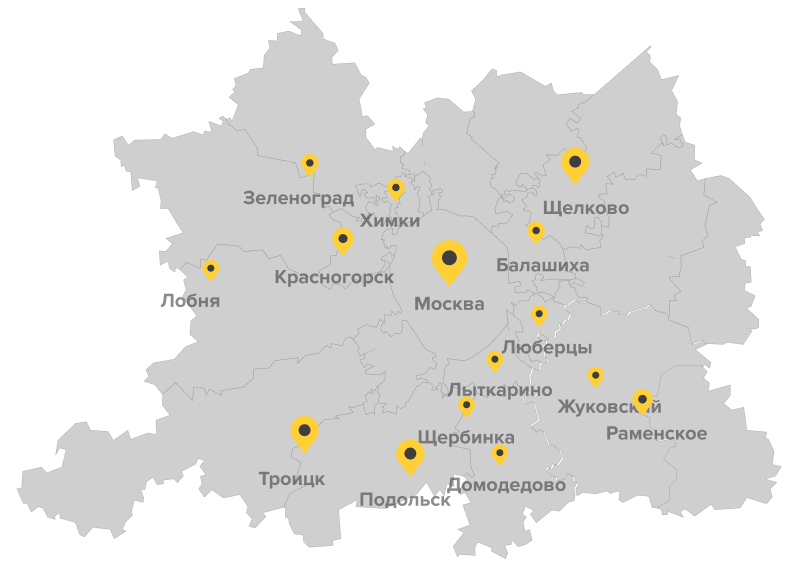 Зеленоград
Химки
Щелково
Красногорск
Балашиха
Лобня
Москва
Люберцы
Лыткарино
Жуковский
Щербинка
Раменское
Троицк
Домодедово
Подольск